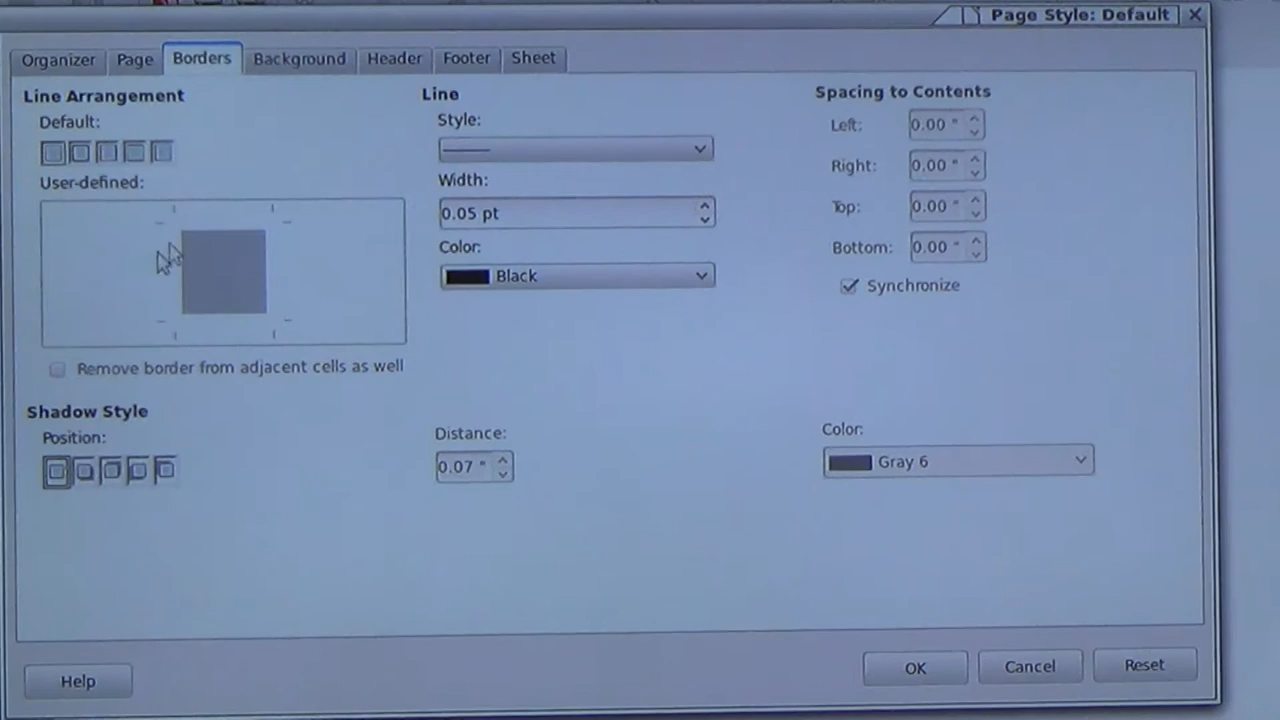 Page Style: Default
Organizer Page Borders Background Header Footer Sheet
Line Arrangement
Default:
User-defined:
Remove border from adjacent cells as well
Line
Style:
Width:
0.05 pt
Color:
Black
Spacing to Contents
Left: 0.00 "
Right: 0.00 "
Top: 0.00 "
Bottom: 0.00 "
Synchronize
Shadow Style
Position:
Distance:
0.07 "
Color:
Gray 6
Help OK Cancel Reset